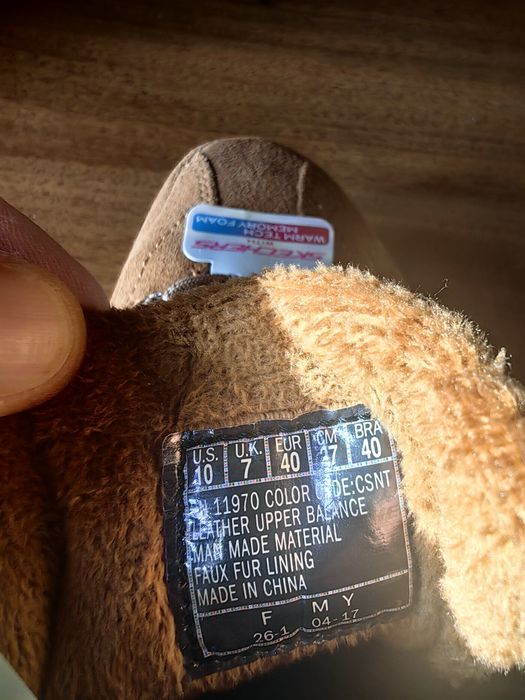 SKECHERS
WITH
WARM TECH
MEMORY FOAM
U.S. U.K. EUR CM BRA
10 7 40 27 40
11970 COLOR CODE:CSNT
LEATHER UPPER BALANCE
MAN MADE MATERIAL
FAUX FUR LINING
MADE IN CHINA
F M Y
26-1 04-17